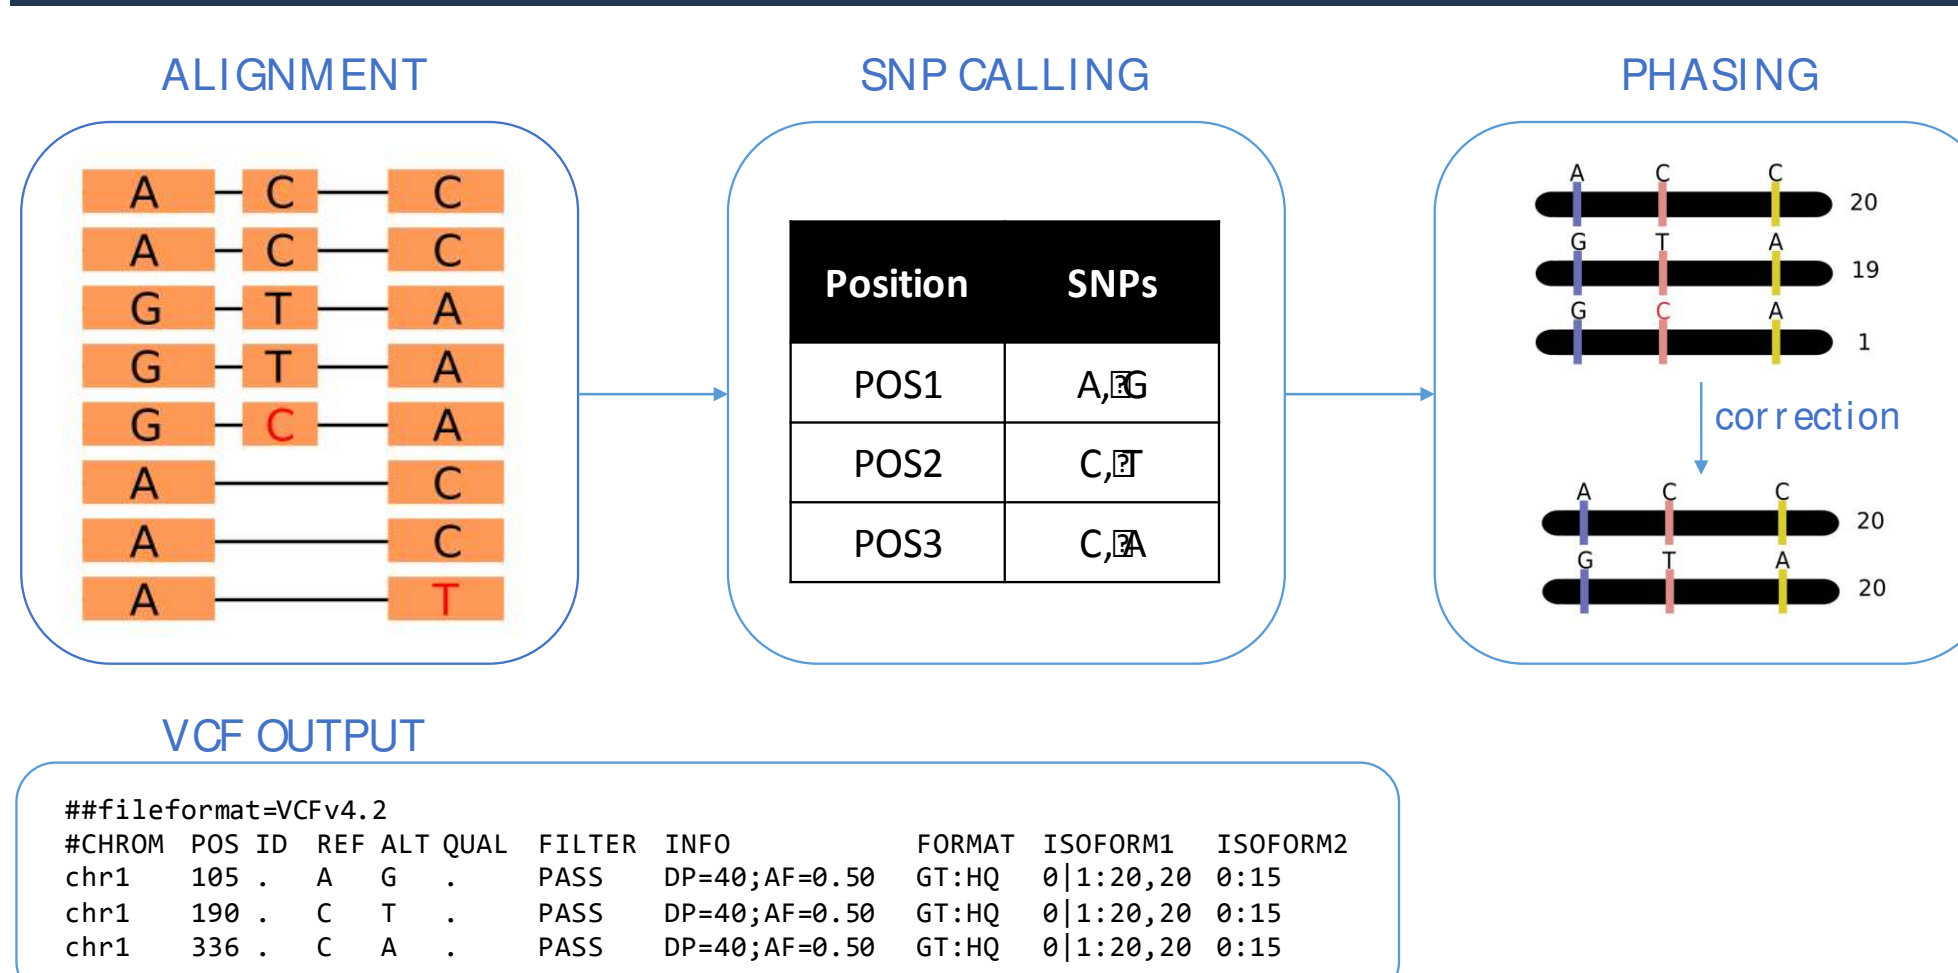 ALIGNMENT
SNP CALLING
PHASING
A C C
A C C
G T A
G T A
G C A
A C
A C
A T
Position SNPs
POS1 A, G
POS2 C, T
POS3 C, A
A C C
20
G T A
19
G C A
1
correction
A C C
20
G T A
20
VCF OUTPUT
##fileformat=VCFv4.2
#CHROM POS ID REF ALT QUAL FILTER INFO FORMAT ISOFORM1 ISOFORM2
chr1 105 . A G . PASS DP=40;AF=0.50 GT:HQ 0|1:20,20 0:15
chr1 190 . C T . PASS DP=40;AF=0.50 GT:HQ 0|1:20,20 0:15
chr1 336 . C A . PASS DP=40;AF=0.50 GT:HQ 0|1:20,20 0:15